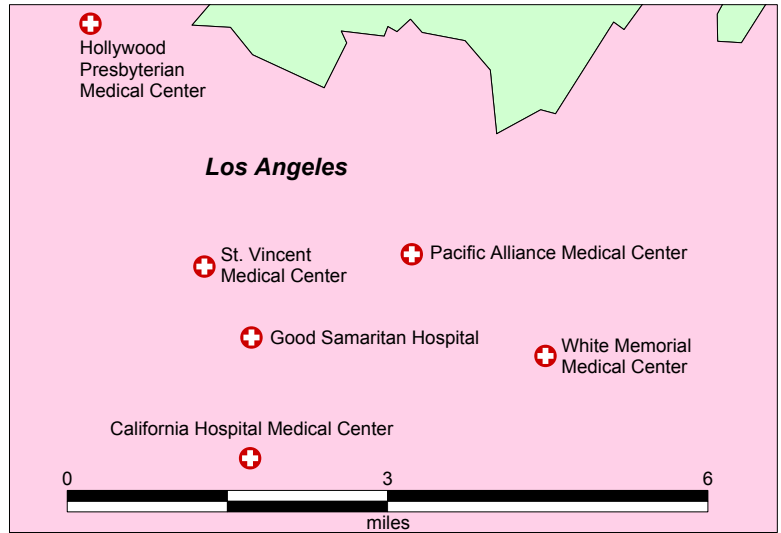 Hollywood
Presbyterian
Medical Center
Los Angeles
St. Vincent
Medical Center
Pacific Alliance Medical Center
Good Samaritan Hospital
White Memorial
Medical Center
California Hospital Medical Center
0 3 6
miles